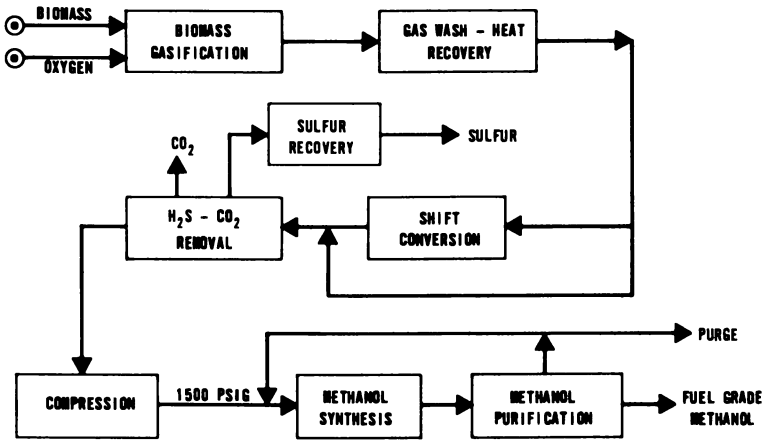 BIOMASS
OXYGEN
BIOMASS
GASIFICATION
GAS WASH - HEAT
RECOVERY
SULFUR
RECOVERY
SULFUR
CO2
H2S - CO2
REMOVAL
SHIFT
CONVERSION
PURGE
COMPRESSION
1500 PSIG
METHANOL
SYNTHESIS
METHANOL
PURIFICATION
FUEL GRADE
METHANOL